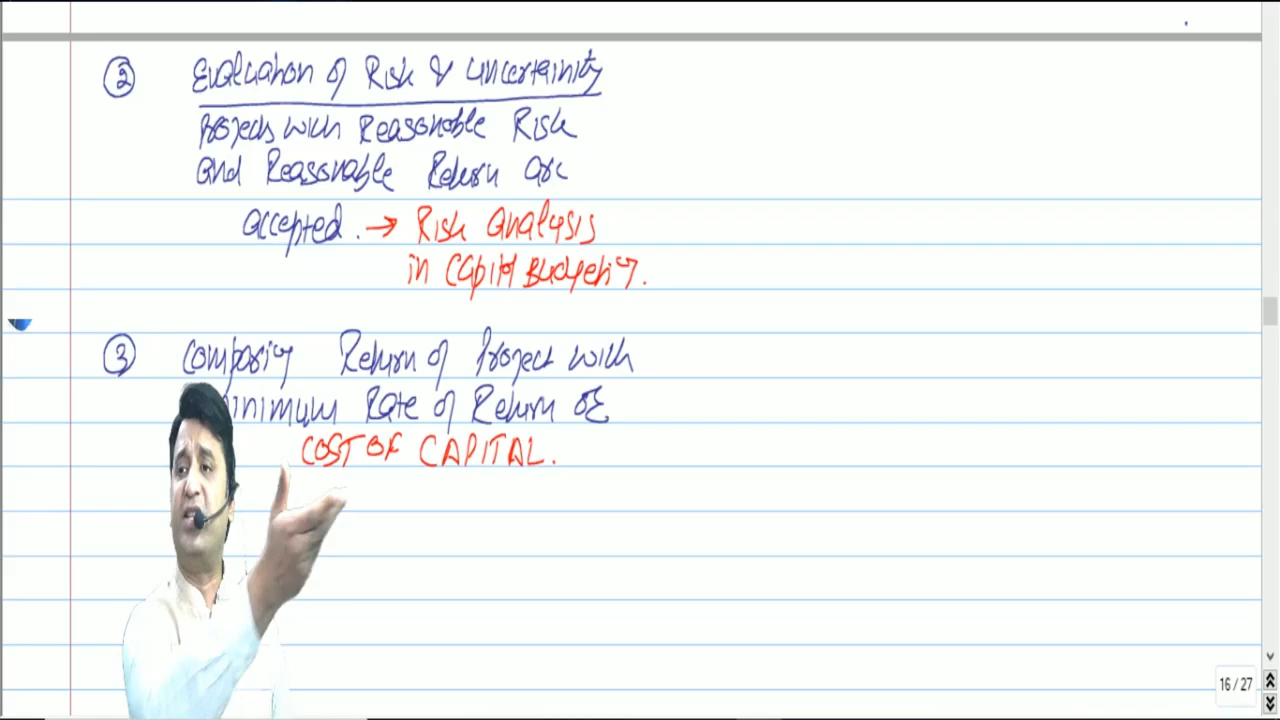 ② Evaluation of Risk & Uncertainity
Projects with Reasonable Risk
and Reasonable Return are
accepted. → Risk Analysis
in Capital Budgeting.
③ Comparing Return of Project with
minimum Rate of Return or
COST OF CAPITAL.
16 / 27